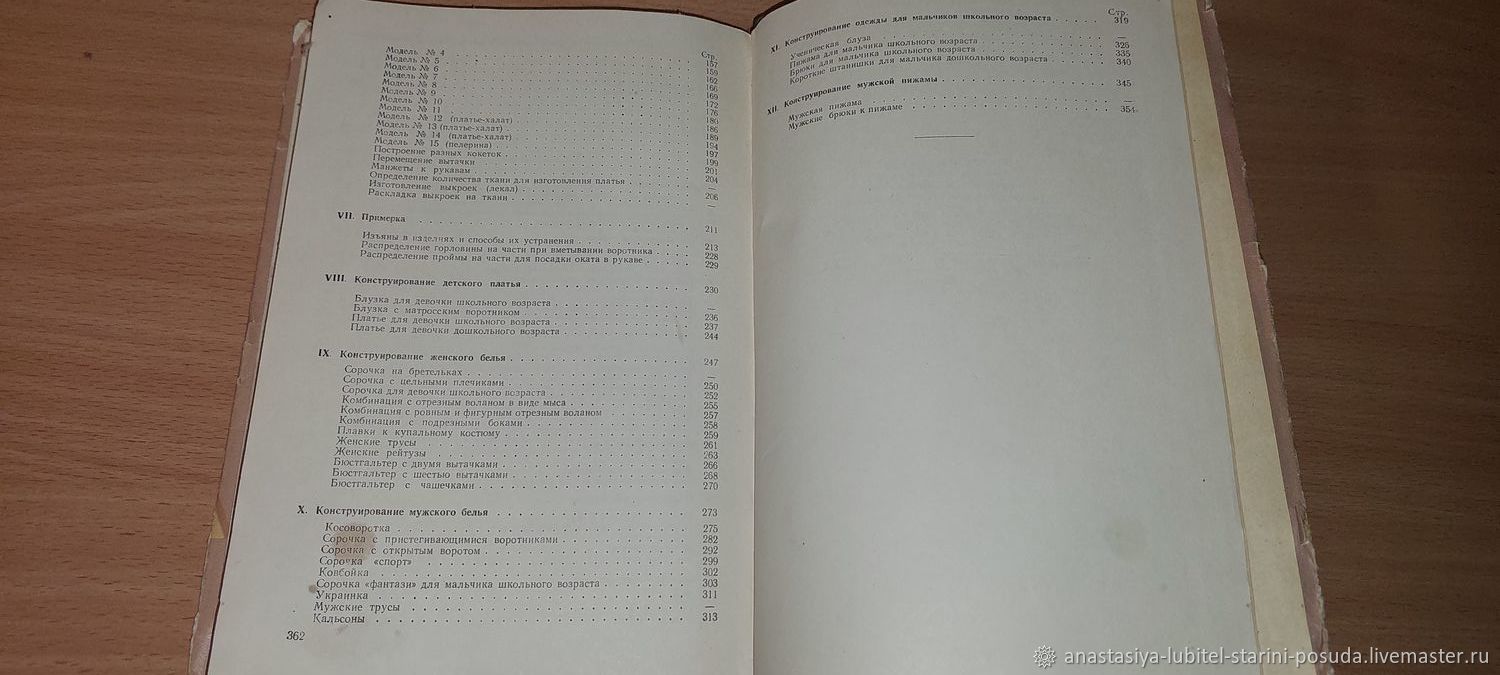 Стр.
Модель № 4 . . . 157
Модель № 5 . . . 159
Модель № 6 . . . 162
Модель № 7 . . . 166
Модель № 8 . . . 169
Модель № 9 . . . 172
Модель № 10 . . . 176
Модель № 11 . . . 180
Модель № 12 (платье-халат) . . . 186
Модель № 13 (платье-халат) . . . 189
Модель № 14 (платье-халат) . . . 194
Модель № 15 (пелерина) . . . 197
Построение разных кокеток . . . 199
Перемещение вытачки . . . 201
Манжеты к рукавам . . . 204
Определение количества ткани для изготовления платья . . . —
Изготовление выкроек (лекал) . . . 206
Раскладка выкроек на ткани . . . —
VII. Примерка . . . 211
Изъяны в изделиях и способы их устранения . . . 213
Распределение горловины на части при вметывании воротника . . . 228
Распределение проймы на части для посадки оката в рукаве . . . 229
VIII. Конструирование детского платья . . . 230
Блузка для девочки школьного возраста . . . —
Блузка с матросским воротником . . . 236
Платье для девочки школьного возраста . . . 237
Платье для девочки дошкольного возраста . . . 244
IX. Конструирование женского белья . . . 247
Сорочка на бретельках . . . —
Сорочка с цельными плечиками . . . 250
Сорочка для девочки школьного возраста . . . 252
Комбинация с отрезным воланом в виде мыса . . . 255
Комбинация с ровным и фигурным отрезным воланом . . . 257
Комбинация с подрезными боками . . . 258
Плавки к купальному костюму . . . 259
Женские трусы . . . 261
Женские рейтузы . . . 263
Бюстгальтер с двумя вытачками . . . 266
Бюстгальтер с шестью вытачками . . . 268
Бюстгальтер с чашечками . . . 270
X. Конструирование мужского белья . . . 273
Косоворотка . . . 275
Сорочка с пристегивающимися воротниками . . . 282
Сорочка с открытым воротом . . . 292
Сорочка «спорт» . . . 299
Ковбойка . . . 302
Сорочка «фантази» для мальчика школьного возраста . . . 303
Украинка . . . 311
Мужские трусы . . . —
Кальсоны . . . 313
362
Стр.
XI. Конструирование одежды для мальчиков школьного возраста . . . 319
Ученическая блуза . . . —
Пижама для мальчика школьного возраста . . . 325
Брюки для мальчика школьного возраста . . . 335
Короткие штанишки для мальчика дошкольного возраста . . . 340
XII. Конструирование мужской пижамы . . . 345
Мужская пижама . . . —
Мужские брюки к пижаме . . . 354
anastasiya-lubitel-starini-posuda.livemaster.ru